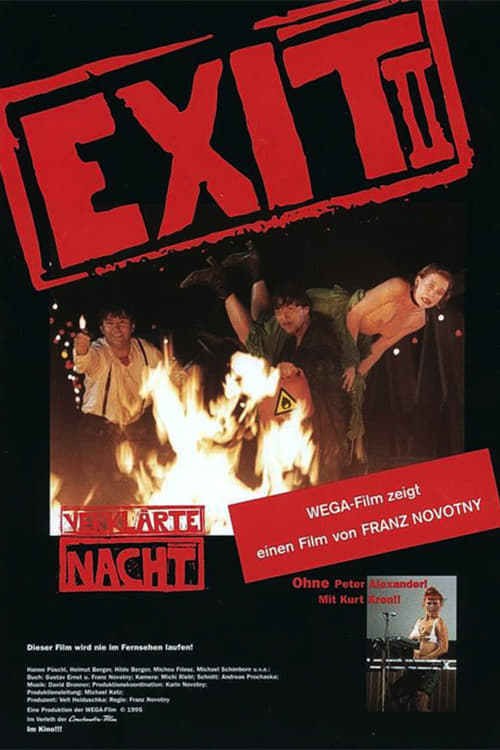 EXIT II
VERKLÄRTE
NACHT
WEGA-Film zeigt
einen Film von FRANZ NOVOTNY
Ohne Peter Alexander!
Mit Kurt Kren!!
Dieser Film wird nie im Fernsehen laufen!
Hanno Pöschl, Helmut Berger, Hilde Berger, Michou Friesz, Michael Schönborn u.v.a.;
Buch: Gustav Ernst u. Franz Novotny; Kamera: Michi Riebl; Schnitt: Andreas Prochaska;
Musik: David Bronner; Produktionskoordination: Karin Novotny;
Produktionsleitung: Michael Katz;
Produzent: Veit Heiduschka; Regie: Franz Novotny
Eine Produktion der WEGA-Film © 1995
Im Verleih der Constantin-Film
Im Kino!!!